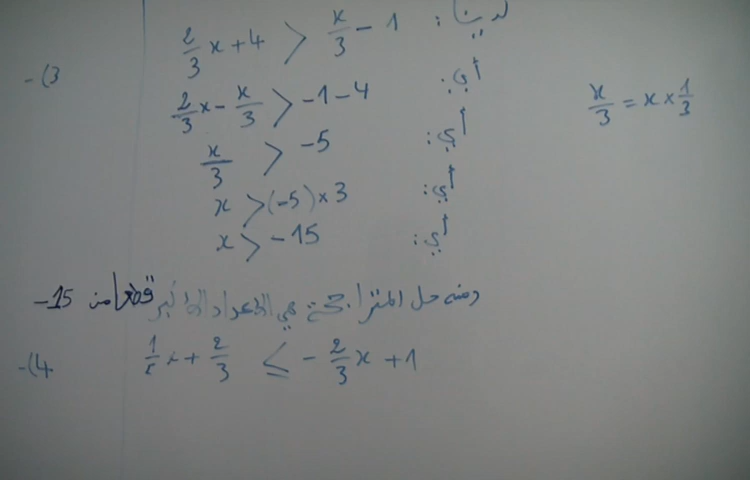 لدينا: 2/3 x + 4 > x/3 - 1
3)-
أي: 2/3 x - x/3 > -1 - 4
x/3 = x × 1/3
أي: x/3 > -5
أي: x > (-5) × 3
أي: x > -15
ومنه حل المتراجحة هي الأعداد الأكبر قطعا من -15
4)- x + 2/3 ≤ - 2/3 x + 1